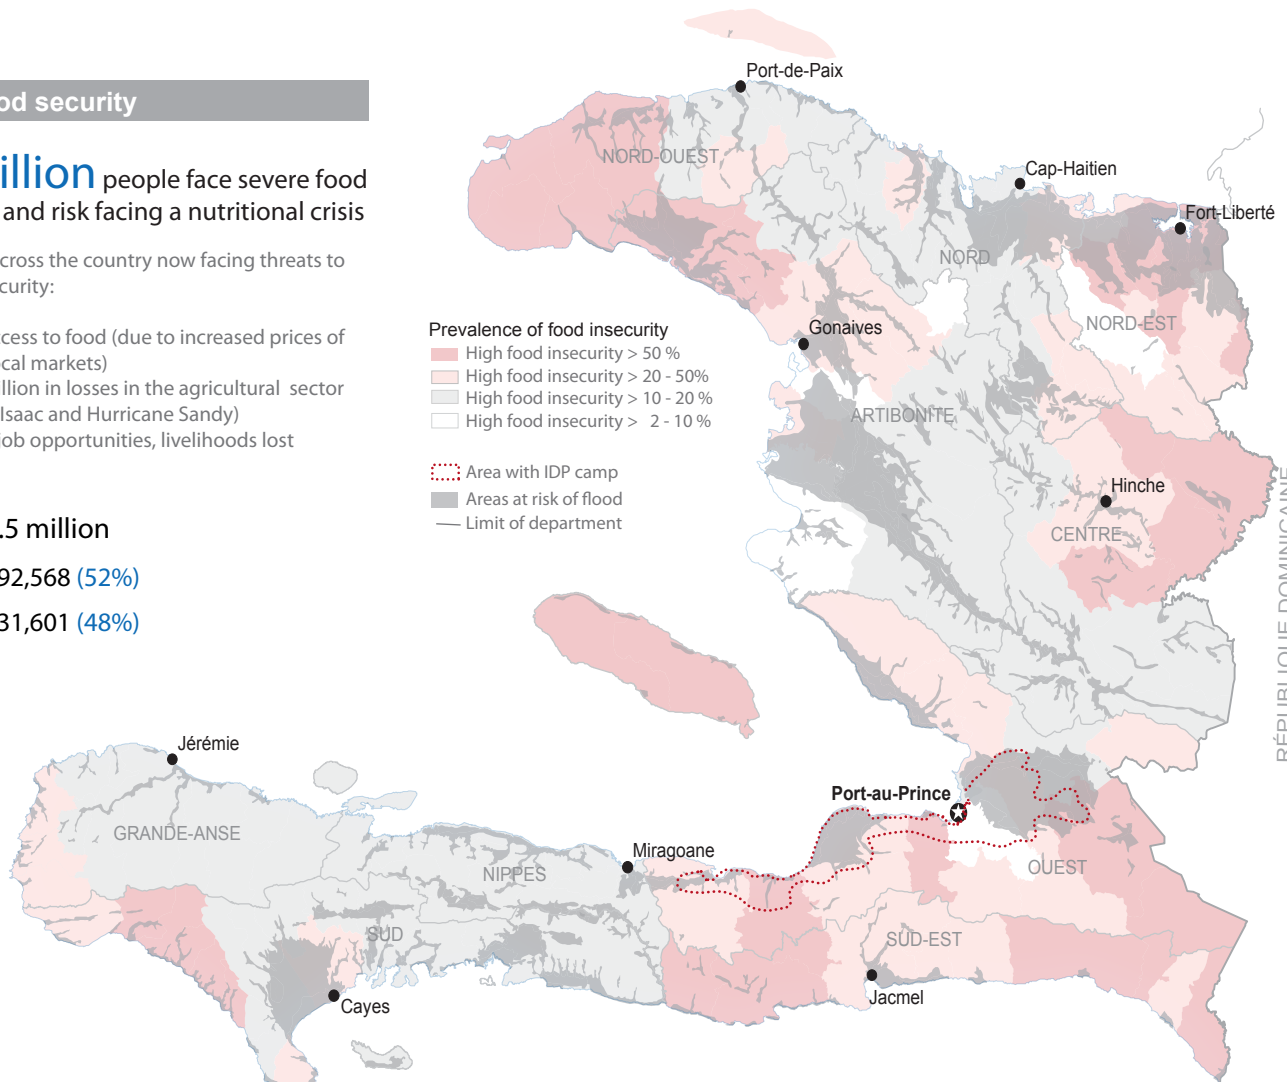 od security
illion people face severe food
and risk facing a nutritional crisis
cross the country now facing threats to
curity:
cess to food (due to increased prices of
ocal markets)
illion in losses in the agricultural sector
Isaac and Hurricane Sandy)
job opportunities, livelihoods lost
.5 million
92,568 (52%)
31,601 (48%)
Prevalence of food insecurity
High food insecurity > 50 %
High food insecurity > 20 - 50%
High food insecurity > 10 - 20 %
High food insecurity > 2 - 10 %
Area with IDP camp
Areas at risk of flood
Limit of department
Port-de-Paix
NORD-OUEST
Cap-Haitien
Fort-Liberté
NORD
NORD-EST
Gonaives
ARTIBONITE
Hinche
CENTRE
RÉPUBLIQUE DOMINICAINE
Jérémie
GRANDE-ANSE
Port-au-Prince
Miragoane
NIPPES
OUEST
SUD
SUD-EST
Cayes
Jacmel